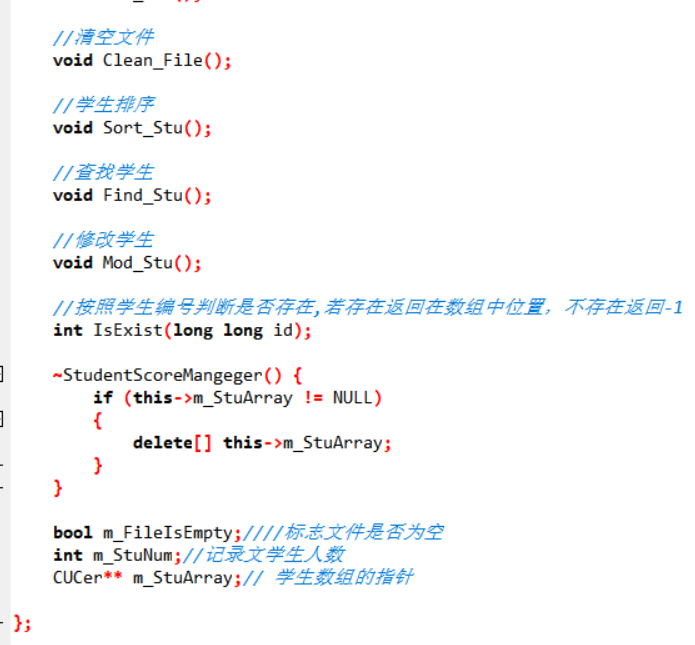 //清空文件
void Clean_File();
//学生排序
void Sort_Stu();
//查找学生
void Find_Stu();
//修改学生
void Mod_Stu();
//按照学生编号判断是否存在,若存在返回在数组中位置，不存在返回-1
int IsExist(long long id);
~StudentScoreMangeger() {
if (this->m_StuArray != NULL)
{
delete[] this->m_StuArray;
}
}
bool m_FileIsEmpty;////标志文件是否为空
int m_StuNum;//记录文学生人数
CUCer** m_StuArray;// 学生数组的指针
};